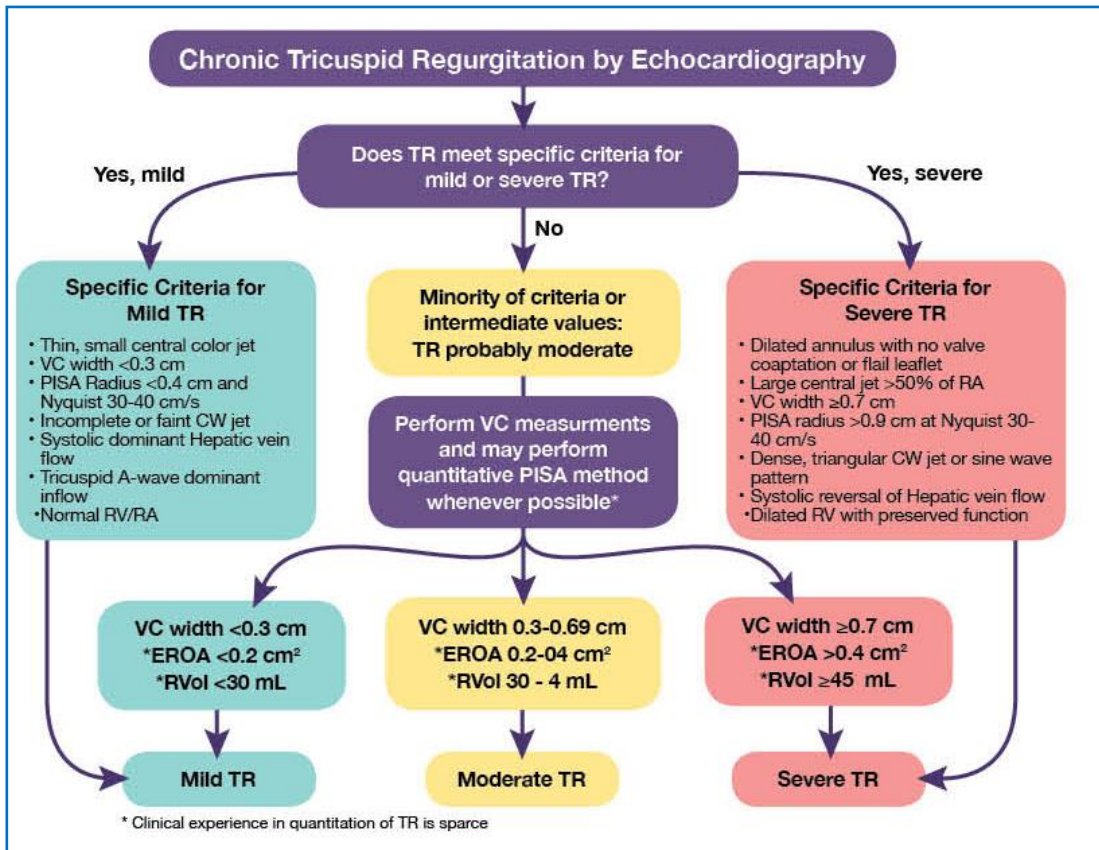 Chronic Tricuspid Regurgitation by Echocardiography
Does TR meet specific criteria for
mild or severe TR?
Yes, mild
No
Yes, severe
Specific Criteria for
Mild TR
• Thin, small central color jet
• VC width <0.3 cm
• PISA Radius <0.4 cm and
Nyquist 30-40 cm/s
• Incomplete or faint CW jet
• Systolic dominant Hepatic vein
flow
• Tricuspid A-wave dominant
inflow
•Normal RV/RA
Minority of criteria or
intermediate values:
TR probably moderate
Specific Criteria for
Severe TR
• Dilated annulus with no valve
coaptation or flail leaflet
• Large central jet >50% of RA
• VC width ≥0.7 cm
• PISA radius >0.9 cm at Nyquist 30-
40 cm/s
• Dense, triangular CW jet or sine wave
pattern
• Systolic reversal of Hepatic vein flow
•Dilated RV with preserved function
Perform VC measurments
and may perform
quantitative PISA method
whenever possible*
VC width <0.3 cm
*EROA <0.2 cm²
*RVol <30 mL
VC width 0.3-0.69 cm
*EROA 0.2-04 cm²
*RVol 30 - 4 mL
VC width ≥0.7 cm
*EROA >0.4 cm²
*RVol ≥45 mL
Mild TR
Moderate TR
Severe TR
* Clinical experience in quantitation of TR is sparce